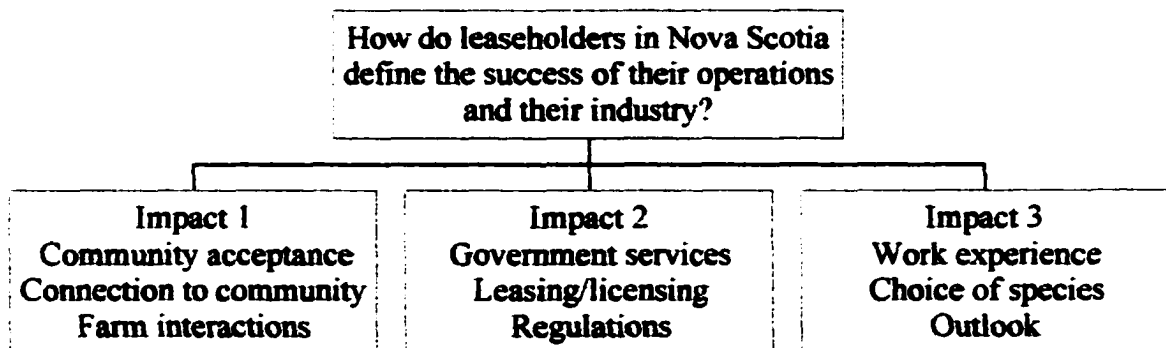 How do leaseholders in Nova Scotia
define the success of their operations
and their industry?
Impact 1
Community acceptance
Connection to community
Farm interactions
Impact 2
Government services
Leasing/licensing
Regulations
Impact 3
Work experience
Choice of species
Outlook